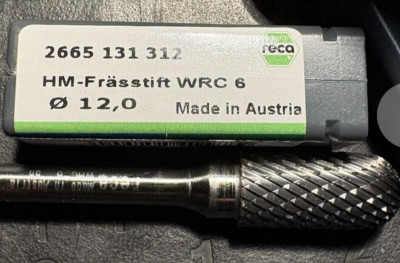 2665 131 312
reca
HM-Frässtift WRC 6
Ø 12,0
Made in Austria